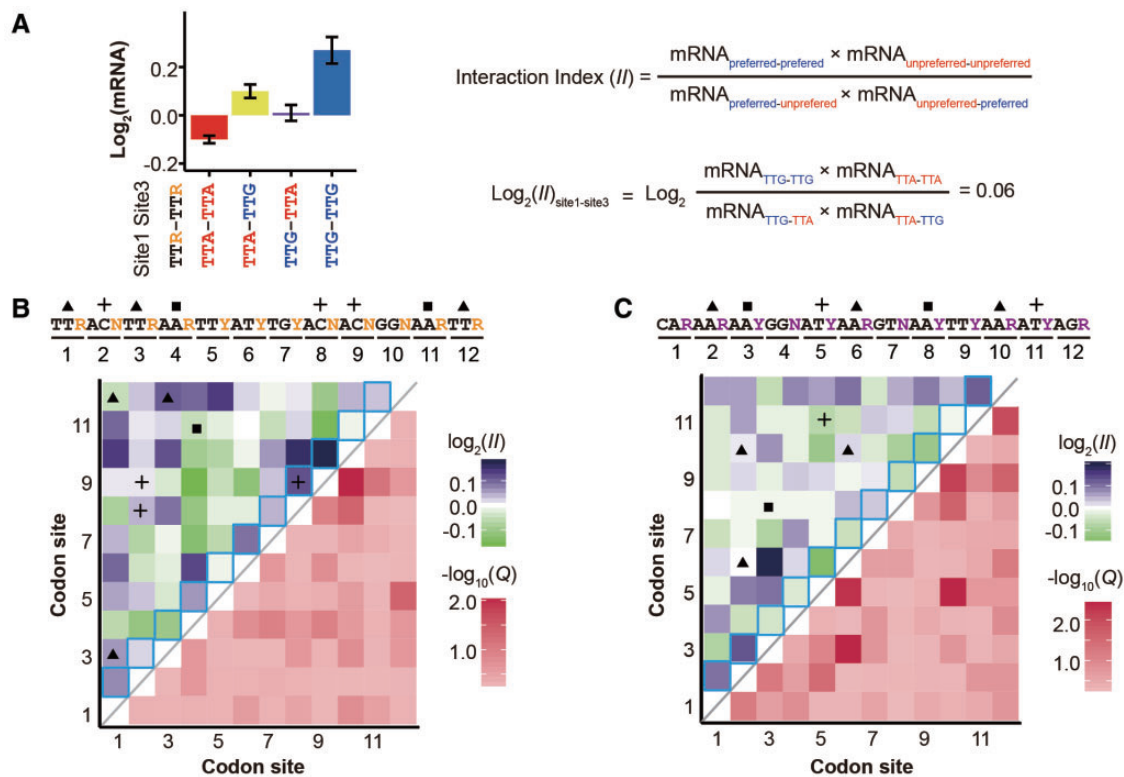 A
Log2(mRNA)
0.2
0.0
-0.2
Site1 Site3
TTR-TTR
TTA-TTA
TTA-TTG
TTG-TTA
TTG-TTG
Interaction Index (II) = mRNApreferred-prefered × mRNAunpreferred-unpreferred
mRNApreferred-unprefered × mRNAunpreferred-preferred
Log2(II)site1-site3 = Log2 mRNATTG-TTG × mRNATTA-TTA = 0.06
mRNATTG-TTA × mRNATTA-TTG
B
▲ + ▲ ■ + + ■ ▲
TTRACNTTRAARTTYATYTGYACNACNGGNAARTTR
1 2 3 4 5 6 7 8 9 10 11 12
Codon site
11
9
7
5
3
1
1 3 5 7 9 11
Codon site
log2(II)
0.1
0.0
-0.1
-log10(Q)
2.0
1.0
C
▲ ■ + ▲ ■ ▲ +
CARAARAAYGGNATYAARGTNAAYTTYAARATYAGR
1 2 3 4 5 6 7 8 9 10 11 12
Codon site
11
9
7
5
3
1
1 3 5 7 9 11
Codon site
log2(II)
0.1
0.0
-0.1
-log10(Q)
2.0
1.0